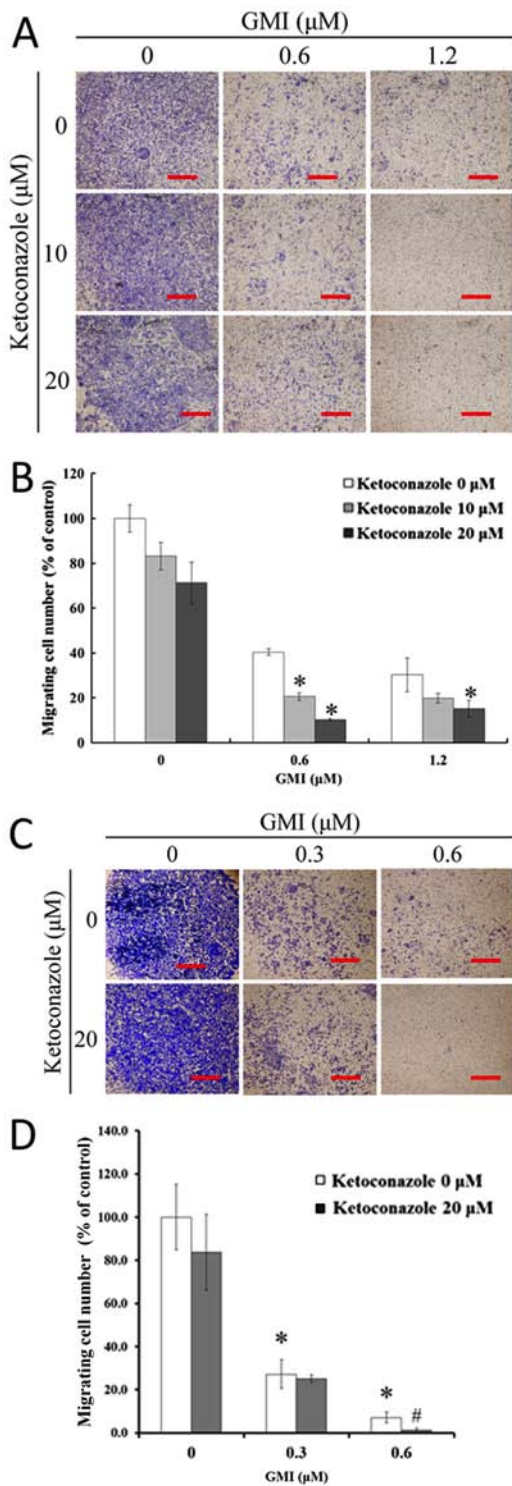 A
GMI (μM)
0 0.6 1.2
Ketoconazole (μM)
0
10
20
B
Migrating cell number (% of control)
120
100
80
60
40
20
0
Ketoconazole 0 μM
Ketoconazole 10 μM
Ketoconazole 20 μM
* * *
0 0.6 1.2
GMI (μM)
C
GMI (μM)
0 0.3 0.6
Ketoconazole (μM)
0
20
D
Migrating cell number (% of control)
140.0
120.0
100.0
80.0
60.0
40.0
20.0
0.0
Ketoconazole 0 μM
Ketoconazole 20 μM
* * #
0 0.3 0.6
GMI (μM)